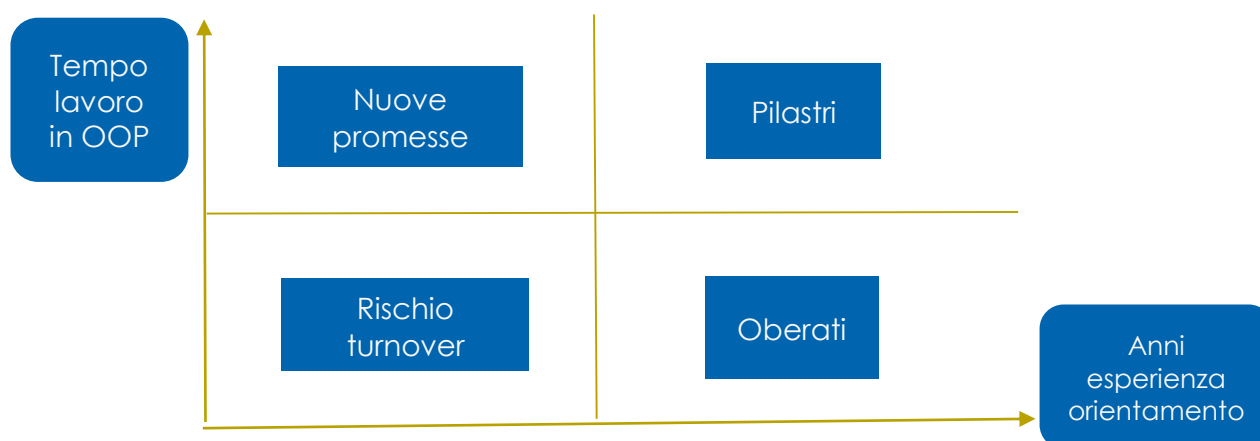 Tempo
lavoro
in OOP
Nuove
promesse
Pilastri
Rischio
turnover
Oberati
Anni
esperienza
orientamento